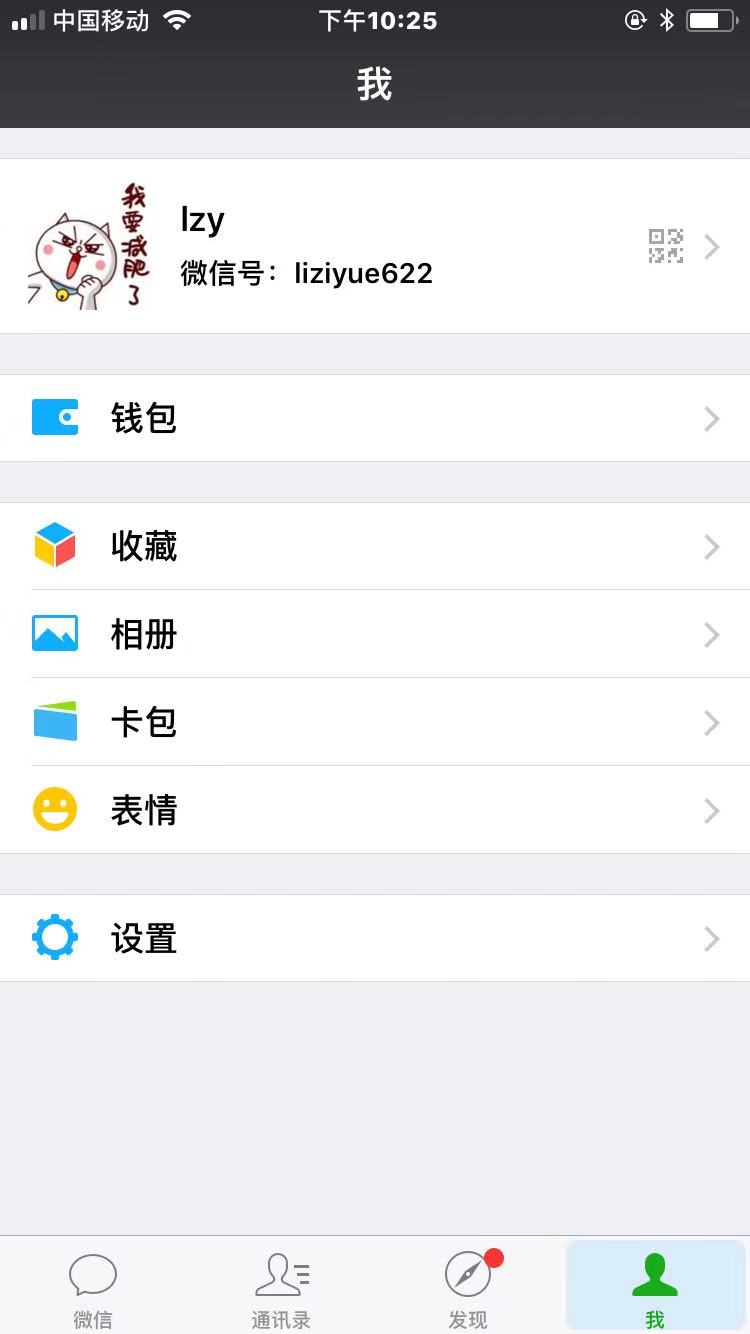 中国移动 下午10:25
我
我要减肥了
lzy
微信号：liziyue622
钱包
收藏
相册
卡包
表情
设置
微信 通讯录 发现 我